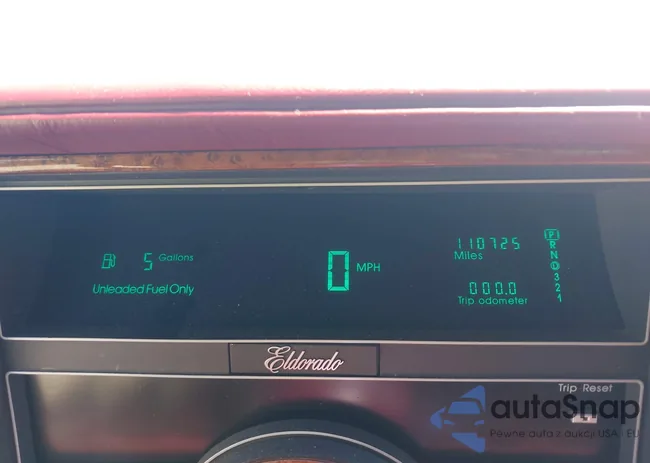 5 Gallons
Unleaded Fuel Only
0 MPH
110725
Miles
000.0
Trip odometer
P
R
N
D
3
2
1
Eldorado
Trip Reset
autaSnap
Pewne auta z aukcji USA i EU